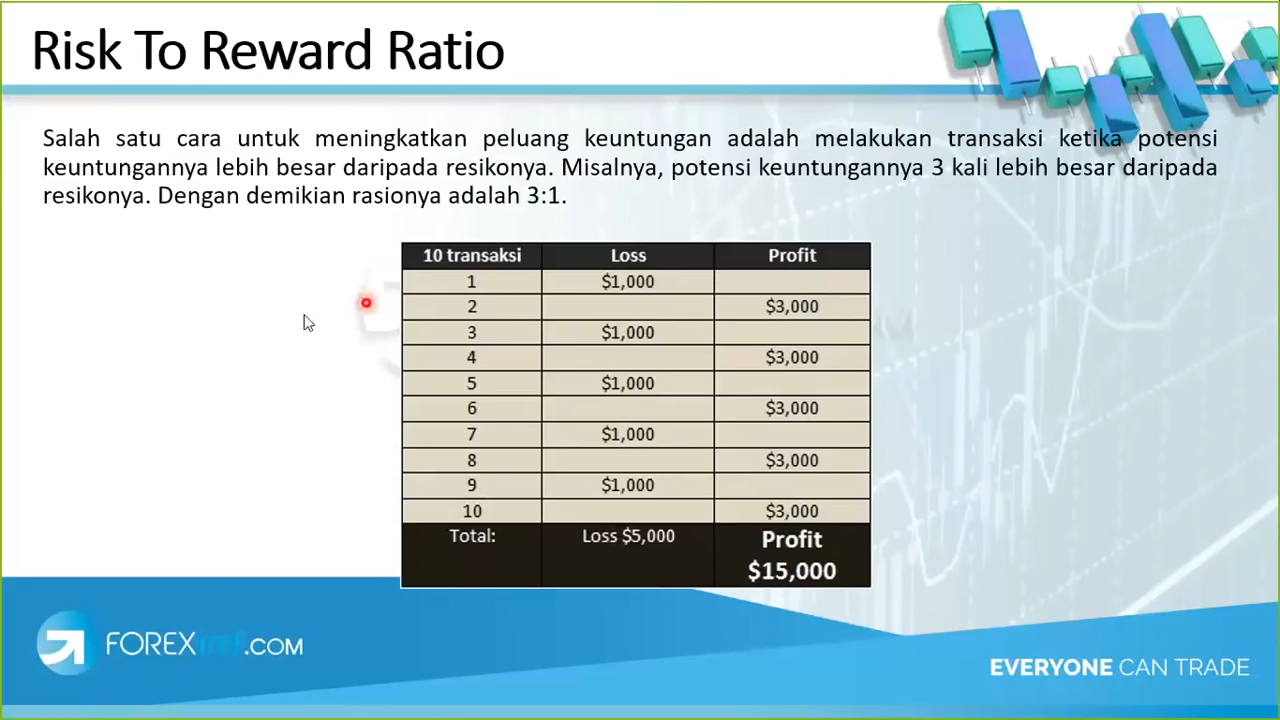 Risk To Reward Ratio
Salah satu cara untuk meningkatkan peluang keuntungan adalah melakukan transaksi ketika potensi
keuntungannya lebih besar daripada resikonya. Misalnya, potensi keuntungannya 3 kali lebih besar daripada
resikonya. Dengan demikian rasionya adalah 3:1.
10 transaksi Loss Profit
1 $1,000
2 $3,000
3 $1,000
4 $3,000
5 $1,000
6 $3,000
7 $1,000
8 $3,000
9 $1,000
10 $3,000
Total: Loss $5,000 Profit
$15,000
FOREXimf.COM
EVERYONE CAN TRADE